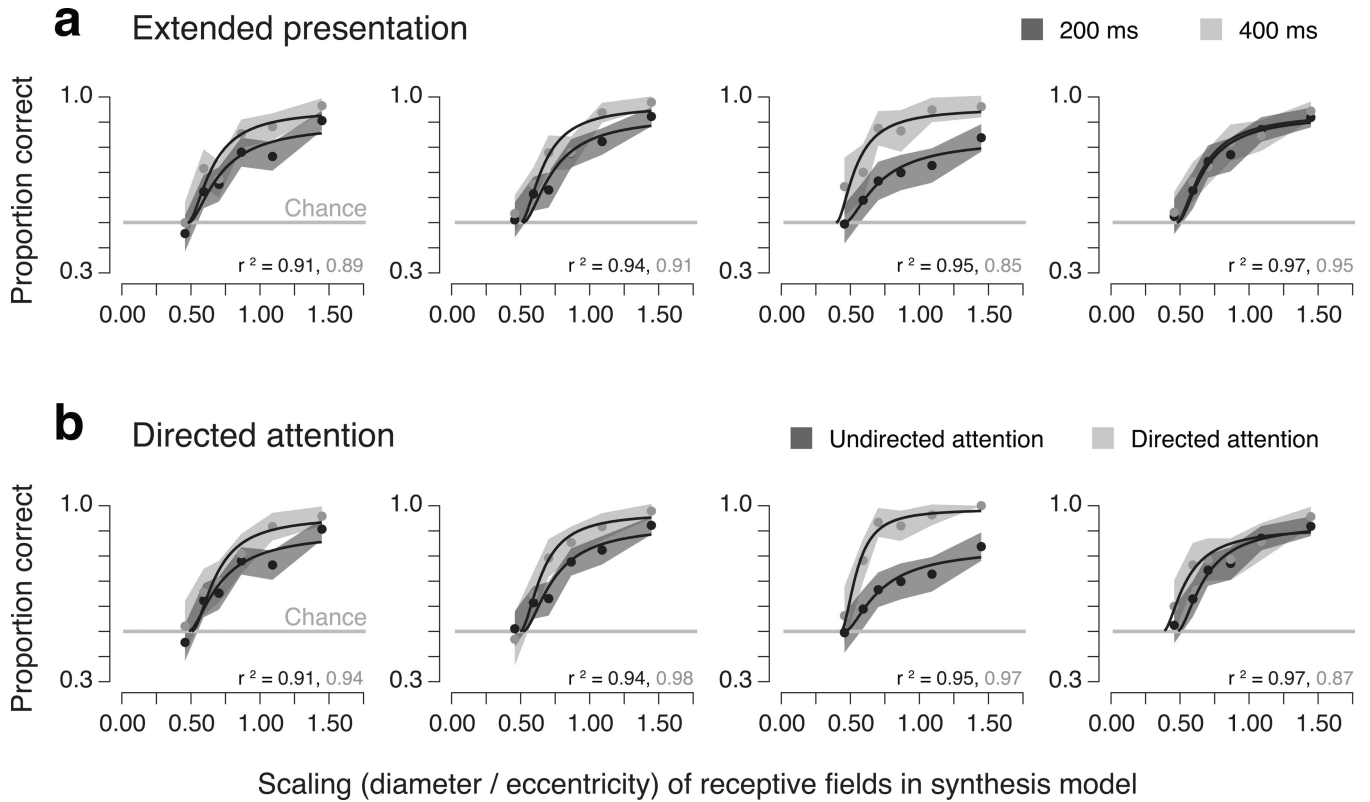 a Extended presentation 200 ms 400 ms
Proportion correct
1.0 1.0 1.0 1.0
Chance
0.3 0.3 0.3 0.3
r ² = 0.91, 0.89 r ² = 0.94, 0.91 r ² = 0.95, 0.85 r ² = 0.97, 0.95
0.00 0.50 1.00 1.50 0.00 0.50 1.00 1.50 0.00 0.50 1.00 1.50 0.00 0.50 1.00 1.50
b Directed attention Undirected attention Directed attention
Proportion correct
1.0 1.0 1.0 1.0
Chance
0.3 0.3 0.3 0.3
r ² = 0.91, 0.94 r ² = 0.94, 0.98 r ² = 0.95, 0.97 r ² = 0.97, 0.87
0.00 0.50 1.00 1.50 0.00 0.50 1.00 1.50 0.00 0.50 1.00 1.50 0.00 0.50 1.00 1.50
Scaling (diameter / eccentricity) of receptive fields in synthesis model